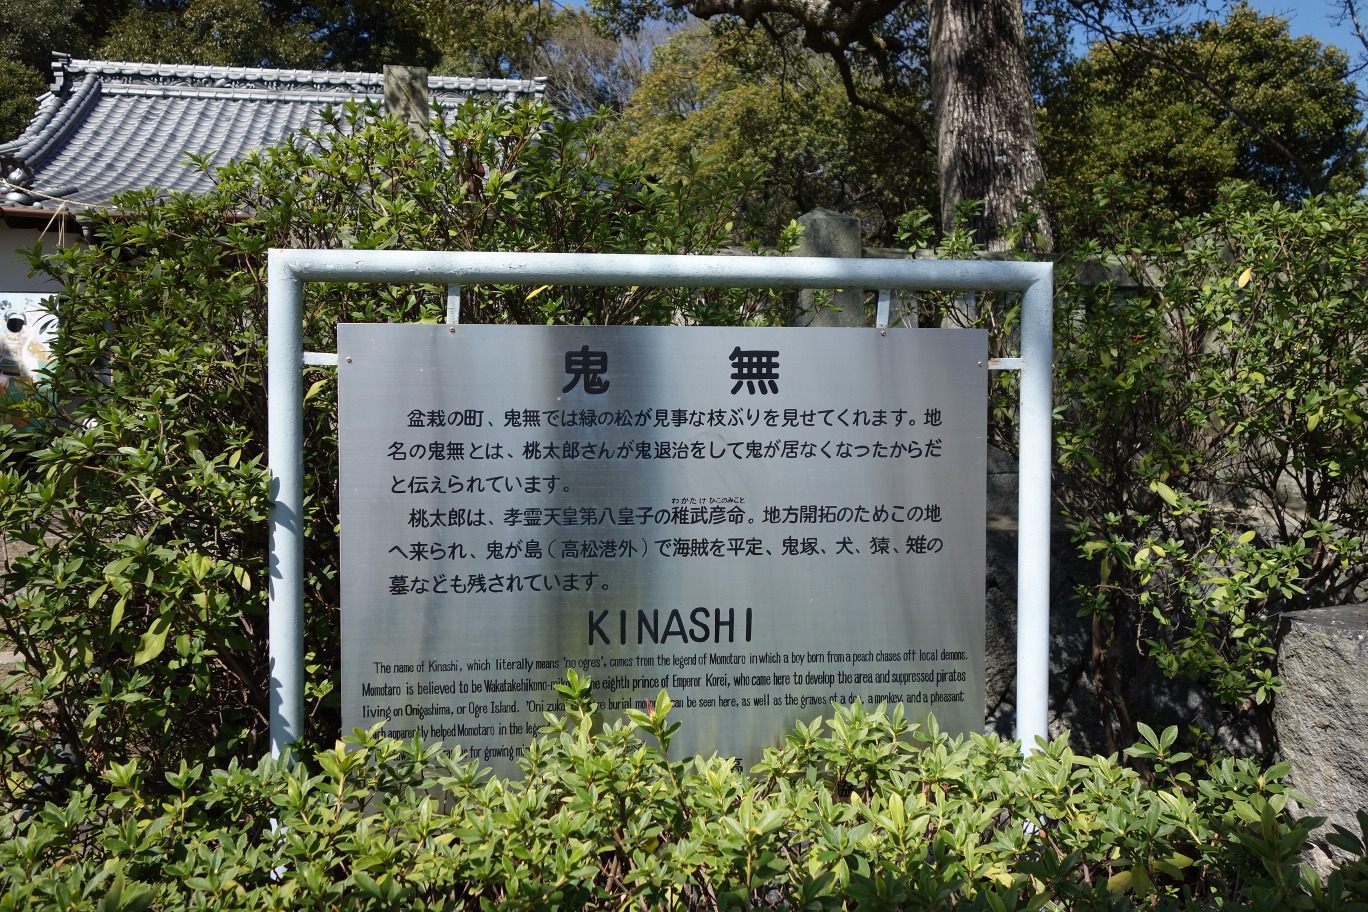 鬼無
盆栽の町、鬼無では緑の松が見事な枝ぶりを見せてくれます。地
名の鬼無とは、桃太郎さんが鬼退治をして鬼が居なくなったからだ
と伝えられています。
わかたけひこのみこと
桃太郎は、孝霊天皇第八皇子の稚武彦命。地方開拓のためこの地
へ来られ、鬼が島(高松港外)で海賊を平定、鬼塚、犬、猿、雉の
墓なども残されています。
KINASHI
The name of Kinashi, which literally means 'no ogres', comes from the legend of Momotaro in which a boy born from a peach chases off local demons.
Momotaro is believed to be Wakatakehikono- the eighth prince of Emperor Korei, who came here to develop the area and suppressed pirates
living on Onigashima, or Ogre Island. 'Oni zuka burial can be seen here, as well as the graves of a dog, a monkey, and a pheasant
apparently helped Momotaro in the
is for growing
高